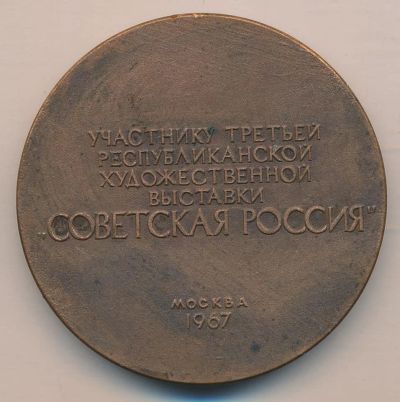 УЧАСТНИКУ ТРЕТЬЕЙ
РЕСПУБЛИКАНСКОЙ
ХУДОЖЕСТВЕННОЙ
ВЫСТАВКИ
„СОВЕТСКАЯ РОССИЯ"
МОСКВА
1967